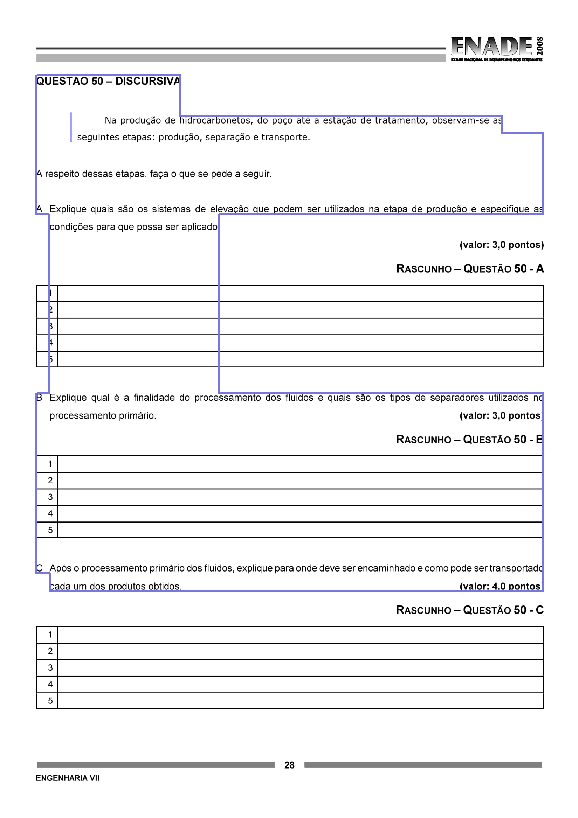 ENADE 2008
EXAME NACIONAL DE DESEMPENHO DOS ESTUDANTES
QUESTÃO 50 – DISCURSIVA
Na produção de hidrocarbonetos, do poço até a estação de tratamento, observam-se as
seguintes etapas: produção, separação e transporte.
A respeito dessas etapas, faça o que se pede a seguir.
A Explique quais são os sistemas de elevação que podem ser utilizados na etapa de produção e especifique as
condições para que possa ser aplicado
(valor: 3,0 pontos)
RASCUNHO – QUESTÃO 50 - A
1
2
3
4
5
B Explique qual é a finalidade do processamento dos fluidos e quais são os tipos de separadores utilizados no
processamento primário. (valor: 3,0 pontos
RASCUNHO – QUESTÃO 50 - B
1
2
3
4
5
C Após o processamento primário dos fluidos, explique para onde deve ser encaminhado e como pode ser transportado
cada um dos produtos obtidos. (valor: 4,0 pontos
RASCUNHO – QUESTÃO 50 - C
1
2
3
4
5
28
ENGENHARIA VII